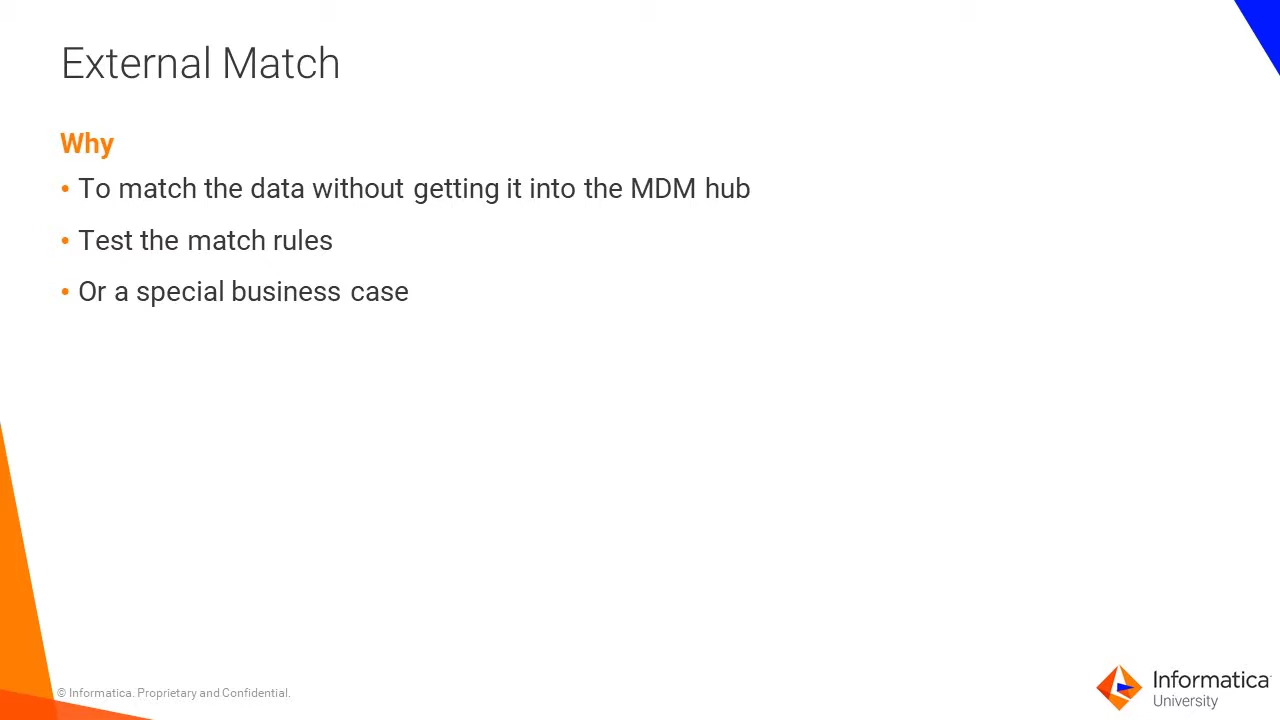 External Match
Why
• To match the data without getting it into the MDM hub
• Test the match rules
• Or a special business case
© Informatica. Proprietary and Confidential.
Informatica
University